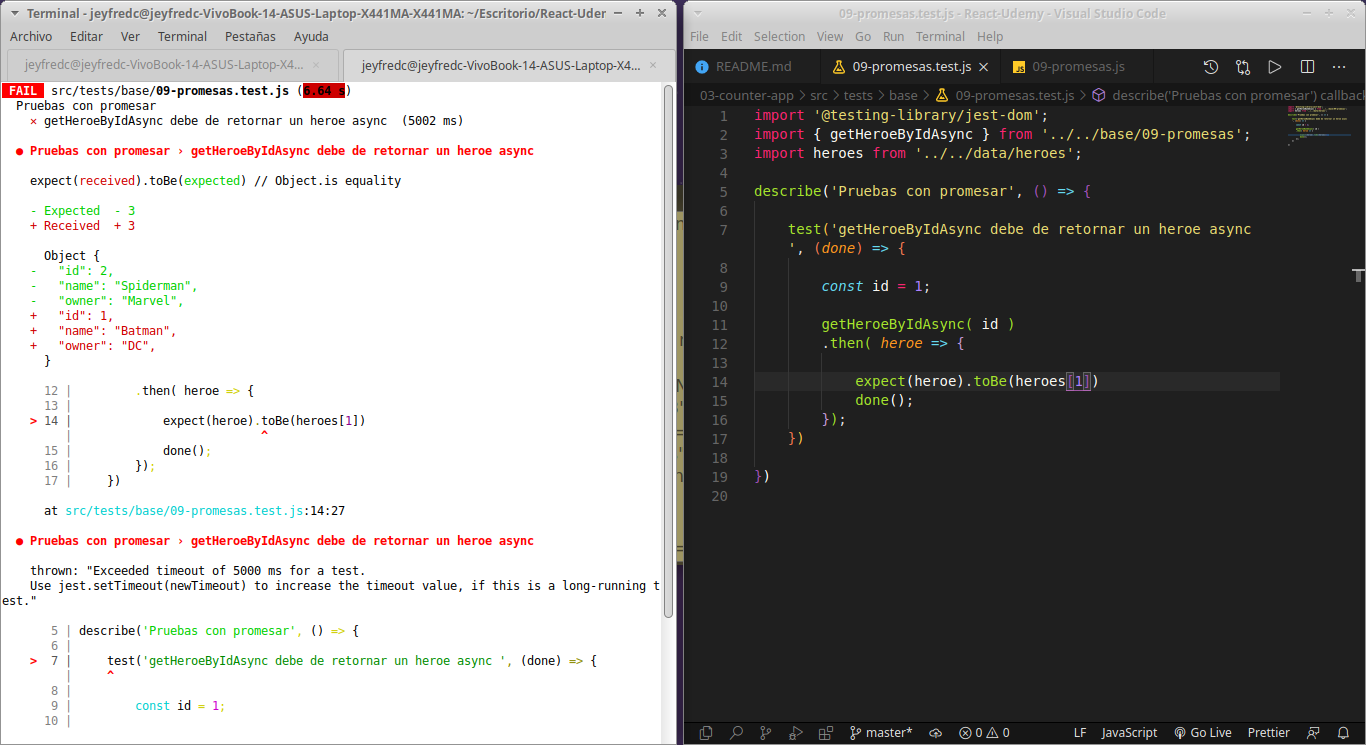 Terminal - jeyfredc@jeyfredc-VivoBook-14-ASUS-Laptop-X441MA-X441MA: ~/Escritorio/React-Uder
Archivo Editar Ver Terminal Pestañas Ayuda
jeyfredc@jeyfredc-VivoBook-14-ASUS-Laptop-X4... ×
jeyfredc@jeyfredc-VivoBook-14-ASUS-Laptop-X4... ×
FAIL src/tests/base/09-promesas.test.js (6.64 s)
Pruebas con promesar
✕ getHeroeByIdAsync debe de retornar un heroe async  (5002 ms)
● Pruebas con promesar › getHeroeByIdAsync debe de retornar un heroe async
expect(received).toBe(expected) // Object.is equality
- Expected  - 3
+ Received  + 3
Object {
-   "id": 2,
-   "name": "Spiderman",
-   "owner": "Marvel",
+   "id": 1,
+   "name": "Batman",
+   "owner": "DC",
}
12 |         .then( heroe => {
13 |
> 14 |             expect(heroe).toBe(heroes[1])
|                           ^
15 |             done();
16 |         });
17 |     })
at src/tests/base/09-promesas.test.js:14:27
● Pruebas con promesar › getHeroeByIdAsync debe de retornar un heroe async
thrown: "Exceeded timeout of 5000 ms for a test.
Use jest.setTimeout(newTimeout) to increase the timeout value, if this is a long-running t
est."
5 | describe('Pruebas con promesar', () => {
6 |
> 7 |     test('getHeroeByIdAsync debe de retornar un heroe async ', (done) => {
|     ^
8 |
9 |         const id = 1;
10 |
09-promesas.test.js - React-Udemy - Visual Studio Code
File Edit Selection View Go Run Terminal Help
README.md
09-promesas.test.js ×
JS 09-promesas.js
03-counter-app > src > tests > base > 09-promesas.test.js > describe('Pruebas con promesar') callbac
1 import '@testing-library/jest-dom';
2 import { getHeroeByIdAsync } from '../../base/09-promesas';
3 import heroes from '../../data/heroes';
4
5 describe('Pruebas con promesar', () => {
6
7     test('getHeroeByIdAsync debe de retornar un heroe async
', (done) => {
8
9         const id = 1;
10
11         getHeroeByIdAsync( id )
12         .then( heroe => {
13
14             expect(heroe).toBe(heroes[1])
15             done();
16         });
17     })
18
19 })
20
master* 0 0 LF JavaScript Go Live Prettier